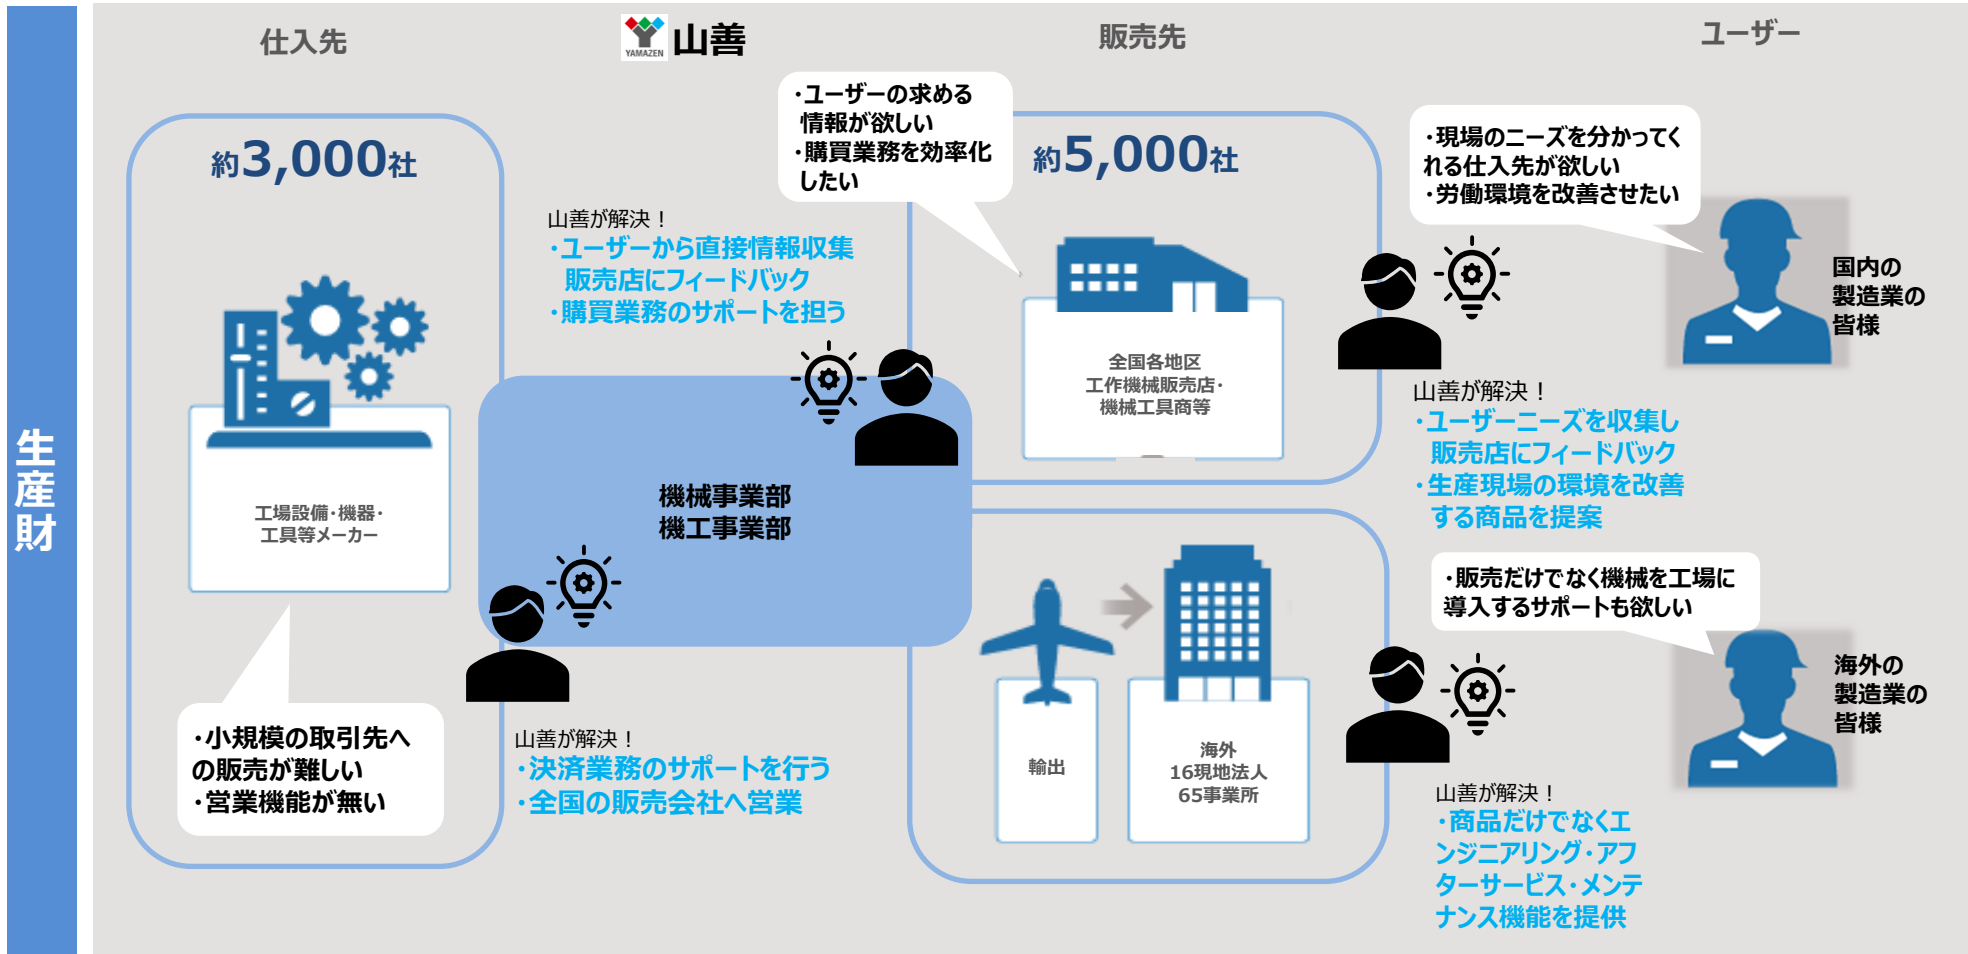 生産財
仕入先
YAMAZEN
山善
販売先
ユーザー
約3,000社
工場設備・機器・
工具等メーカー
・小規模の取引先へ
の販売が難しい
・営業機能が無い
山善が解決！
・ユーザーから直接情報収集
販売店にフィードバック
・購買業務のサポートを担う
機械事業部
機工事業部
山善が解決！
・決済業務のサポートを行う
・全国の販売会社へ営業
・ユーザーの求める
情報が欲しい
・購買業務を効率化
したい
約5,000社
全国各地区
工作機械販売店・
機械工具商等
輸出
海外
16現地法人
65事業所
・現場のニーズを分かってく
れる仕入先が欲しい
・労働環境を改善させたい
国内の
製造業の
皆様
山善が解決！
・ユーザーニーズを収集し
販売店にフィードバック
・生産現場の環境を改善
する商品を提案
・販売だけでなく機械を工場に
導入するサポートも欲しい
海外の
製造業の
皆様
山善が解決！
・商品だけでなくエ
ンジニアリング・アフ
ターサービス・メンテ
ナンス機能を提供